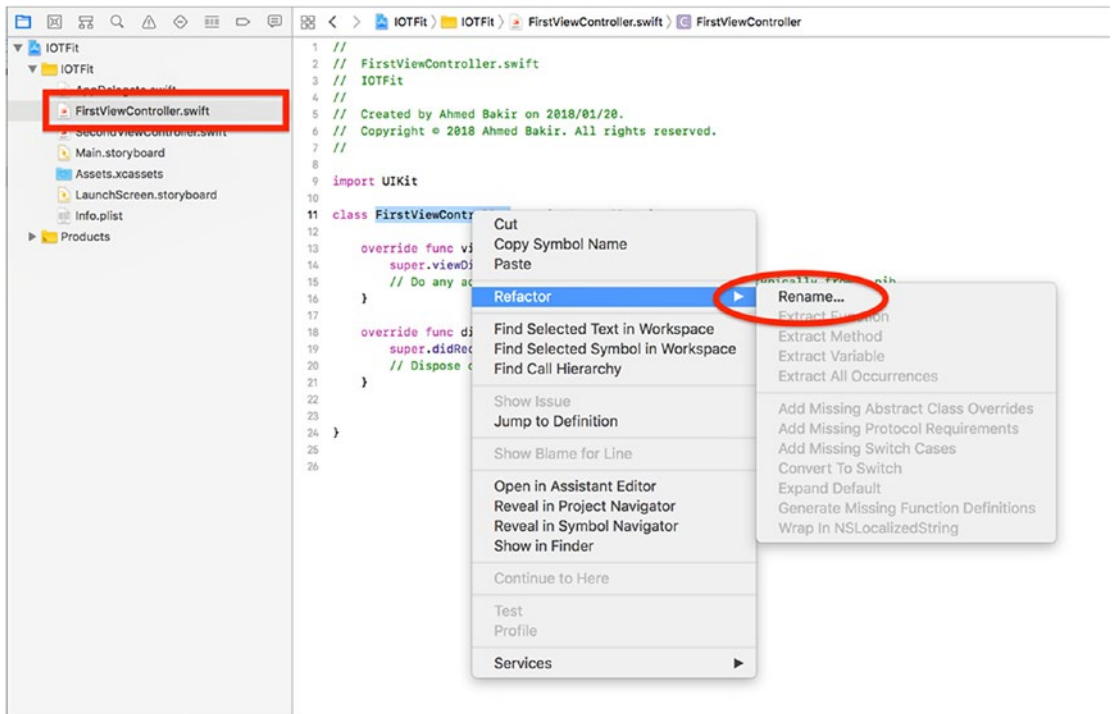 IOTFit 〉 IOTFit 〉 FirstViewController.swift 〉 FirstViewController
IOTFit
IOTFit
AppDelegate.swift
FirstViewController.swift
SecondViewController.swift
Main.storyboard
Assets.xcassets
LaunchScreen.storyboard
Info.plist
Products
1 //
2 // FirstViewController.swift
3 // IOTFit
4 //
5 // Created by Ahmed Bakir on 2018/01/20.
6 // Copyright © 2018 Ahmed Bakir. All rights reserved.
7 //
8
9 import UIKit
10
11 class FirstViewContr
12
13 override func vi
14 super.viewDi
15 // Do any ad
16 }
17
18 override func di
19 super.didRec
20 // Dispose o
21 }
22
23
24 }
25
26
Cut
Copy Symbol Name
Paste
Refactor
Find Selected Text in Workspace
Find Selected Symbol in Workspace
Find Call Hierarchy
Show Issue
Jump to Definition
Show Blame for Line
Open in Assistant Editor
Reveal in Project Navigator
Reveal in Symbol Navigator
Show in Finder
Continue to Here
Test
Profile
Services
Rename...
Extract Function
Extract Method
Extract Variable
Extract All Occurrences
Add Missing Abstract Class Overrides
Add Missing Protocol Requirements
Add Missing Switch Cases
Convert To Switch
Expand Default
Generate Missing Function Definitions
Wrap In NSLocalizedString